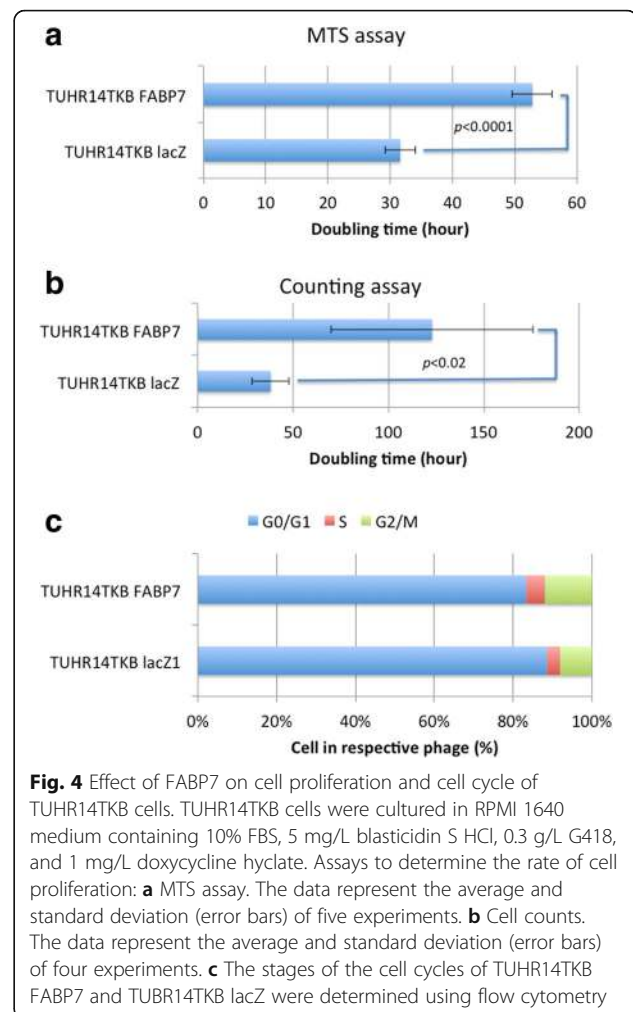 a
MTS assay
TUHR14TKB FABP7
p<0.0001
TUHR14TKB lacZ
0 10 20 30 40 50 60
Doubling time (hour)
b
Counting assay
TUHR14TKB FABP7
p<0.02
TUHR14TKB lacZ
0 50 100 150 200
Doubling time (hour)
c
G0/G1 S G2/M
TUHR14TKB FABP7
TUHR14TKB lacZ1
0% 20% 40% 60% 80% 100%
Cell in respective phage (%)
Fig. 4 Effect of FABP7 on cell proliferation and cell cycle of
TUHR14TKB cells. TUHR14TKB cells were cultured in RPMI 1640
medium containing 10% FBS, 5 mg/L blasticidin S HCl, 0.3 g/L G418,
and 1 mg/L doxycycline hyclate. Assays to determine the rate of cell
proliferation: a MTS assay. The data represent the average and
standard deviation (error bars) of five experiments. b Cell counts.
The data represent the average and standard deviation (error bars)
of four experiments. c The stages of the cell cycles of TUHR14TKB
FABP7 and TUBR14TKB lacZ were determined using flow cytometry